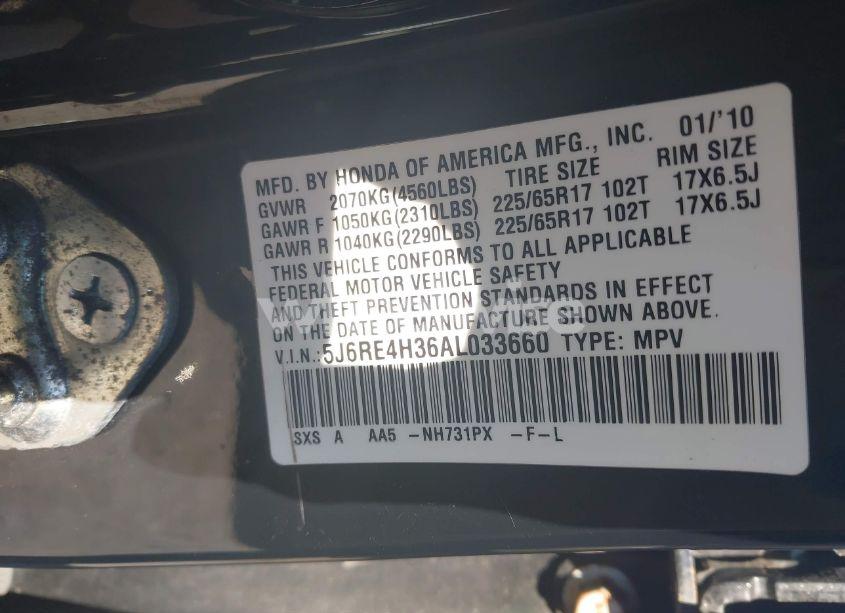 MFD. BY HONDA OF AMERICA MFG., INC. 01/'10
GVWR 2070KG(4560LBS) TIRE SIZE RIM SIZE
GAWR F 1050KG(2310LBS) 225/65R17 102T 17X6.5J
GAWR R 1040KG(2290LBS) 225/65R17 102T 17X6.5J
THIS VEHICLE CONFORMS TO ALL APPLICABLE
FEDERAL MOTOR VEHICLE SAFETY
AND THEFT PREVENTION STANDARDS IN EFFECT
ON THE DATE OF MANUFACTURE SHOWN ABOVE.
V.I.N.: 5J6RE4H36AL033660 TYPE: MPV
SXS A AA5 -NH731PX -F-L